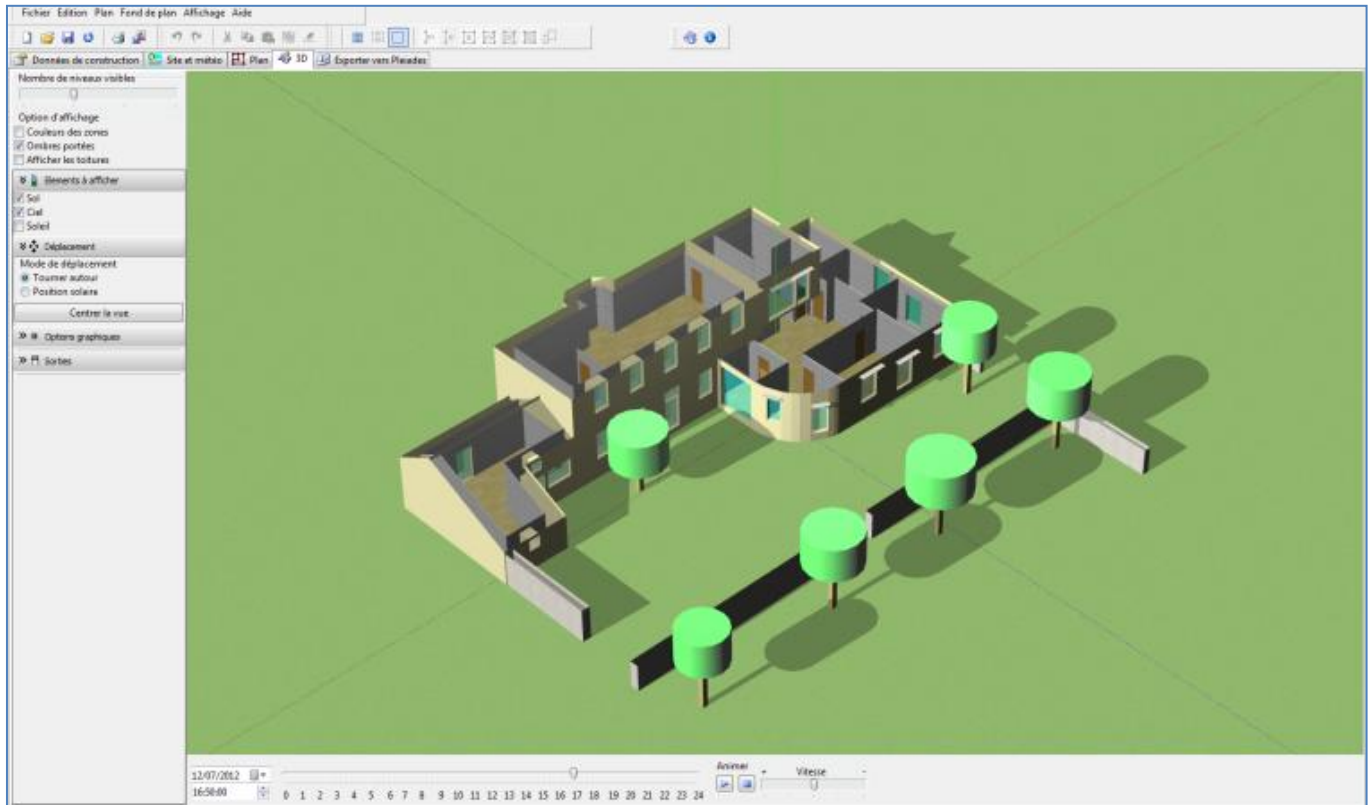 Fichier Edition Plan Fond de plan Affichage Aide
Données de construction Site et météo Plan 3D Exporter vers Pleiades
Nombre de niveaux visibles
Option d'affichage
Couleurs des zones
Ombres portées
Afficher les toitures
Elements à afficher
Sol
Ciel
Soleil
Déplacement
Mode de déplacement
Tourner autour
Position solaire
Centrer la vue
Options graphiques
Sorties
Animer
+ Vitesse -
12/07/2012
16:50:00
0 1 2 3 4 5 6 7 8 9 10 11 12 13 14 15 16 17 18 19 20 21 22 23 24